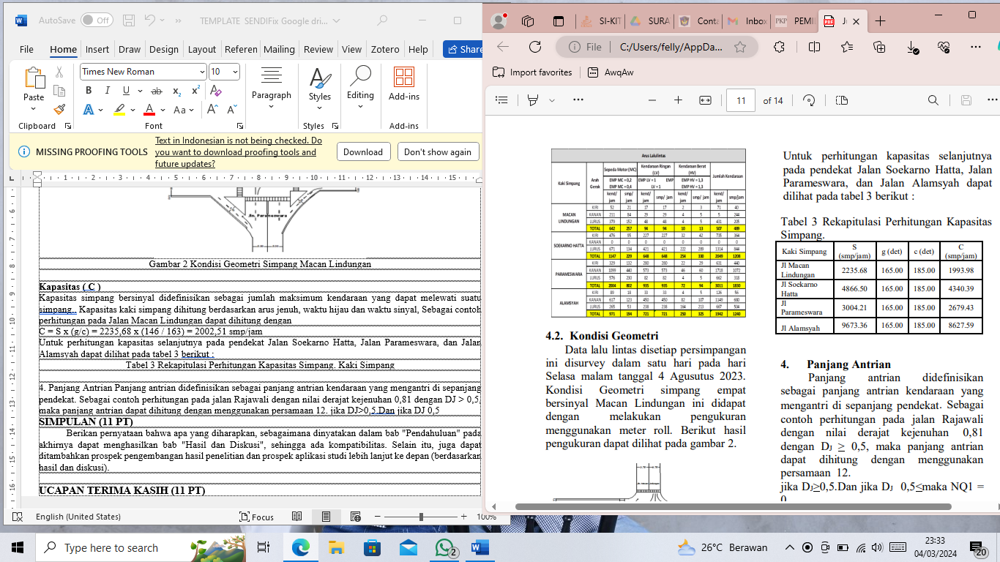 AutoSave Off TEMPLATE SENDIFix Google dri...
File Home Insert Draw Design Layout Referen Mailing Review View Zotero Help Share
Times New Roman 10
Paste
B I U ab x₂ x²
Aa
Paragraph Styles Editing Add-ins
Clipboard Font Styles Add-ins
MISSING PROOFING TOOLS Text in Indonesian is not being checked. Do you want to download proofing tools and future updates? Download Don't show again
Jln. Parameswara
Gambar 2 Kondisi Geometri Simpang Macan Lindungan
Kapasitas ( C )
Kapasitas simpang bersinyal didefinisikan sebagai jumlah maksimum kendaraan yang dapat melewati suatu
simpang.. Kapasitas kaki simpang dihitung berdasarkan arus jenuh, waktu hijau dan waktu sinyal, Sebagai contoh
perhitungan pada Jalan Macan Lindungan dapat dihitung dengan
C = S x (g/c) = 2235,68 x (146 / 163) = 2002,51 smp/jam
Untuk perhitungan kapasitas selanjutnya pada pendekat Jalan Soekarno Hatta, Jalan Parameswara, dan Jalan
Alamsyah dapat dilihat pada tabel 3 berikut :
Tabel 3 Rekapitulasi Perhitungan Kapasitas Simpang. Kaki Simpang
4. Panjang Antrian Panjang antrian didefinisikan sebagai panjang antrian kendaraan yang mengantri di sepanjang
pendekat. Sebagai contoh perhitungan pada jalan Rajawali dengan nilai derajat kejenuhan 0,81 dengan DJ > 0,5,
maka panjang antrian dapat dihitung dengan menggunakan persamaan 12. jika DJ>0,5.Dan jika DJ 0,5
SIMPULAN (11 PT)
Berikan pernyataan bahwa apa yang diharapkan, sebagaimana dinyatakan dalam bab "Pendahuluan" pada
akhirnya dapat menghasilkan bab "Hasil dan Diskusi", sehingga ada kompatibilitas. Selain itu, juga dapat
ditambahkan prospek pengembangan hasil penelitian dan prospek aplikasi studi lebih lanjut ke depan (berdasarkan
hasil dan diskusi).
UCAPAN TERIMA KASIH (11 PT)
English (United States) Focus 100%
SI-KIT SURA Conta Inbox PKP PEMI PDF
File C:/Users/felly/AppDa...
Import favorites AwqAw
11 of 14
Arus Lalulintas
Kaki Simpang Arah Gerak Sepeda Motor (MC) Kendaraan Ringan (LV) Kendaraan Berat (HV) Jumlah Kendaraan
EMP MC = 0,2 EMP LV = 1 EMP EMP HV = 1,3
EMP MC = 0,4 LV = 1 EMP HV = 1,3
kend/jam smp/jam kend/jam smp/ jam kend/jam smp/ jam kend/jam smp/jam
MACAN LINDUNGAN
KIRI 52 21 17 17 2 3 71 40
KANAN 211 84 29 29 4 5 5 244
LURUS 379 152 48 48 4 5 431 205
TOTAL 642 257 94 94 10 13 507 489
SOEKARNO HATTA
KIRI 476 95 227 227 32 42 735 364
KANAN 0 0 0 0 0 0 0 0
LURUS 671 134 421 421 222 289 1314 844
TOTAL 1147 229 648 648 254 330 2049 1208
PARAMESWARA
KIRI 329 132 280 280 22 29 631 440
KANAN 1099 440 573 573 46 60 1718 1072
LURUS 576 230 82 82 4 5 662 318
TOTAL 2004 802 935 935 72 94 3011 1830
ALAMSYAH
KIRI 89 18 33 33 4 5 126 56
KANAN 617 123 450 450 82 107 1149 680
LURUS 265 53 238 238 164 213 667 504
TOTAL 971 194 721 721 250 325 1942 1240
4.2. Kondisi Geometri
Data lalu lintas disetiap persimpangan
ini disurvey dalam satu hari pada hari
Selasa malam tanggal 4 Agusutus 2023.
Kondisi Geometri simpang empat
bersinyal Macan Lindungan ini didapat
dengan melakukan pengukuran
menggunakan meter roll. Berikut hasil
pengukuran dapat dilihat pada gambar 2.
Untuk perhitungan kapasitas selanjutnya
pada pendekat Jalan Soekarno Hatta, Jalan
Parameswara, dan Jalan Alamsyah dapat
dilihat pada tabel 3 berikut :
Tabel 3 Rekapitulasi Perhitungan Kapasitas
Simpang.
Kaki Simpang S (smp/jam) g (det) c (det) C (smp/jam)
Jl Macan Lindungan 2235.68 165.00 185.00 1993.98
Jl Soekarno Hatta 4866.50 165.00 185.00 4340.39
Jl Parameswara 3004.21 165.00 185.00 2679.43
Jl Alamsyah 9673.36 165.00 185.00 8627.59
4. Panjang Antrian
Panjang antrian didefinisikan
sebagai panjang antrian kendaraan yang
mengantri di sepanjang pendekat. Sebagai
contoh perhitungan pada jalan Rajawali
dengan nilai derajat kejenuhan 0,81
dengan DJ ≥ 0,5, maka panjang antrian
dapat dihitung dengan menggunakan
persamaan 12.
jika DJ≥0,5.Dan jika DJ 0,5≤maka NQ1 =
0
Type here to search 2 26°C Berawan 23:33
04/03/2024 20